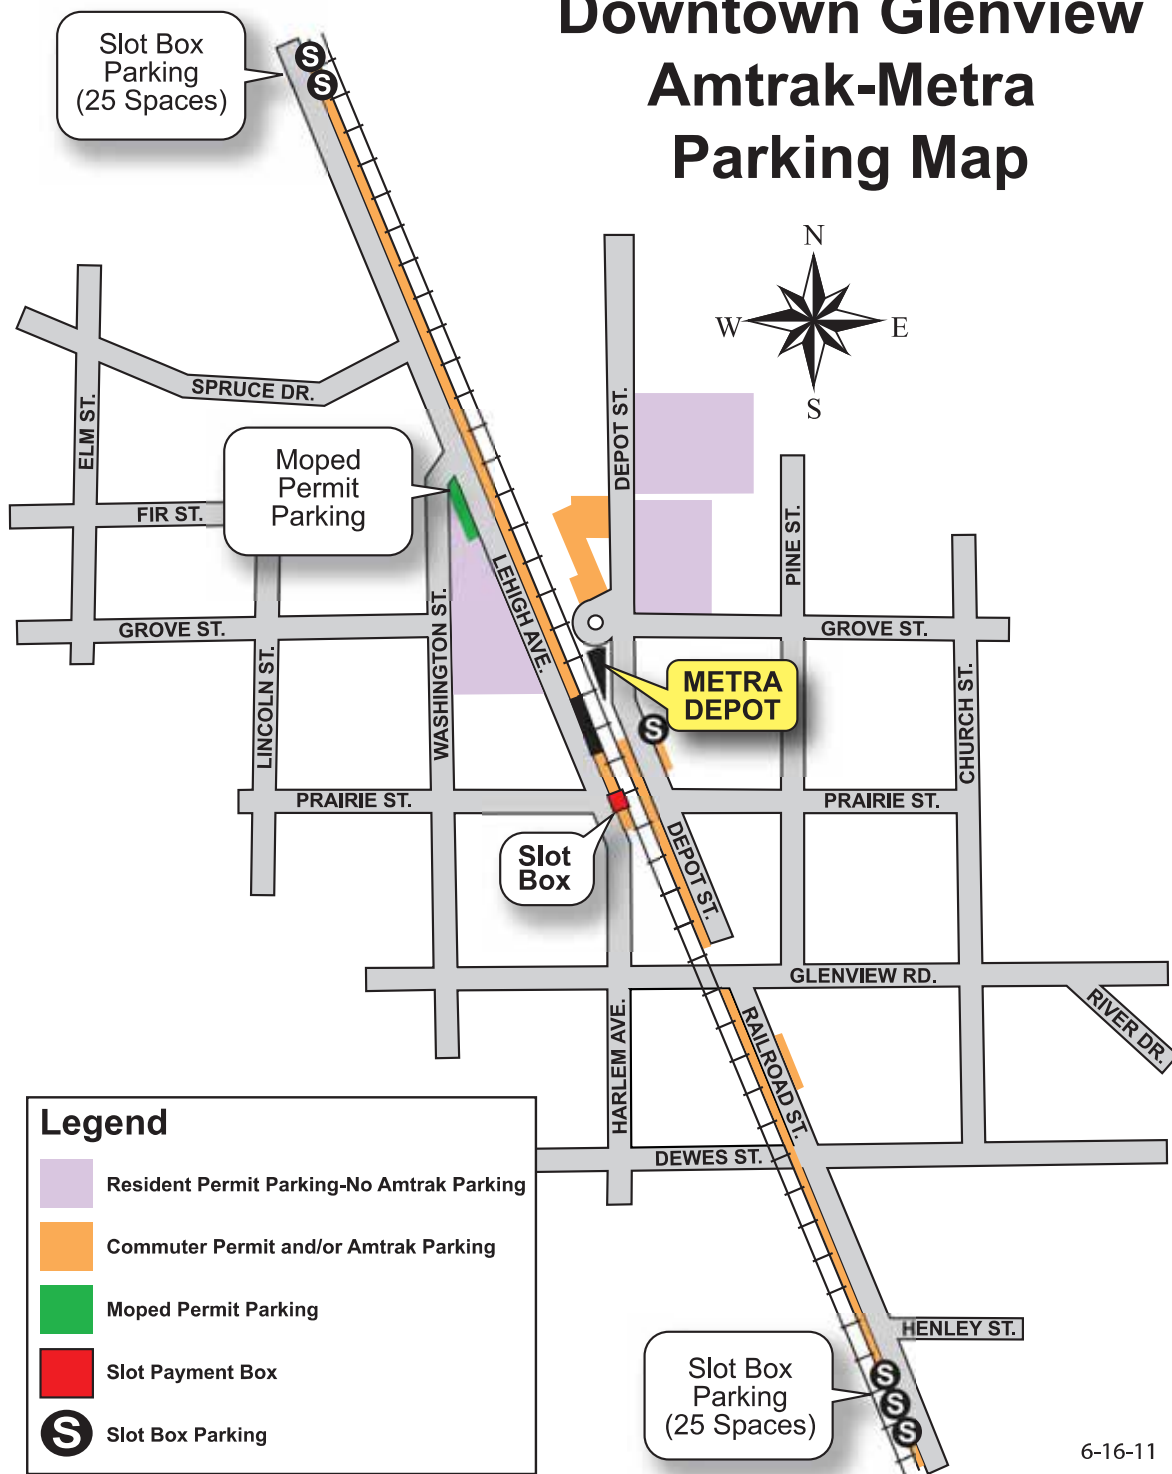 Downtown Glenview
Amtrak-Metra
Parking Map
Slot Box
Parking
(25 Spaces)
S
S
N
W
E
S
SPRUCE DR.
ELM ST.
DEPOT ST.
Moped
Permit
Parking
FIR ST.
PINE ST.
LEHIGH AVE.
GROVE ST.
GROVE ST.
WASHINGTON ST.
LINCOLN ST.
CHURCH ST.
METRA
DEPOT
S
PRAIRIE ST.
PRAIRIE ST.
Slot
Box
DEPOT ST.
GLENVIEW RD.
RIVER DR.
HARLEM AVE.
RAILROAD ST.
DEWES ST.
HENLEY ST.
Slot Box
Parking
(25 Spaces)
S
S
S
Legend
Resident Permit Parking-No Amtrak Parking
Commuter Permit and/or Amtrak Parking
Moped Permit Parking
Slot Payment Box
S Slot Box Parking
6-16-11